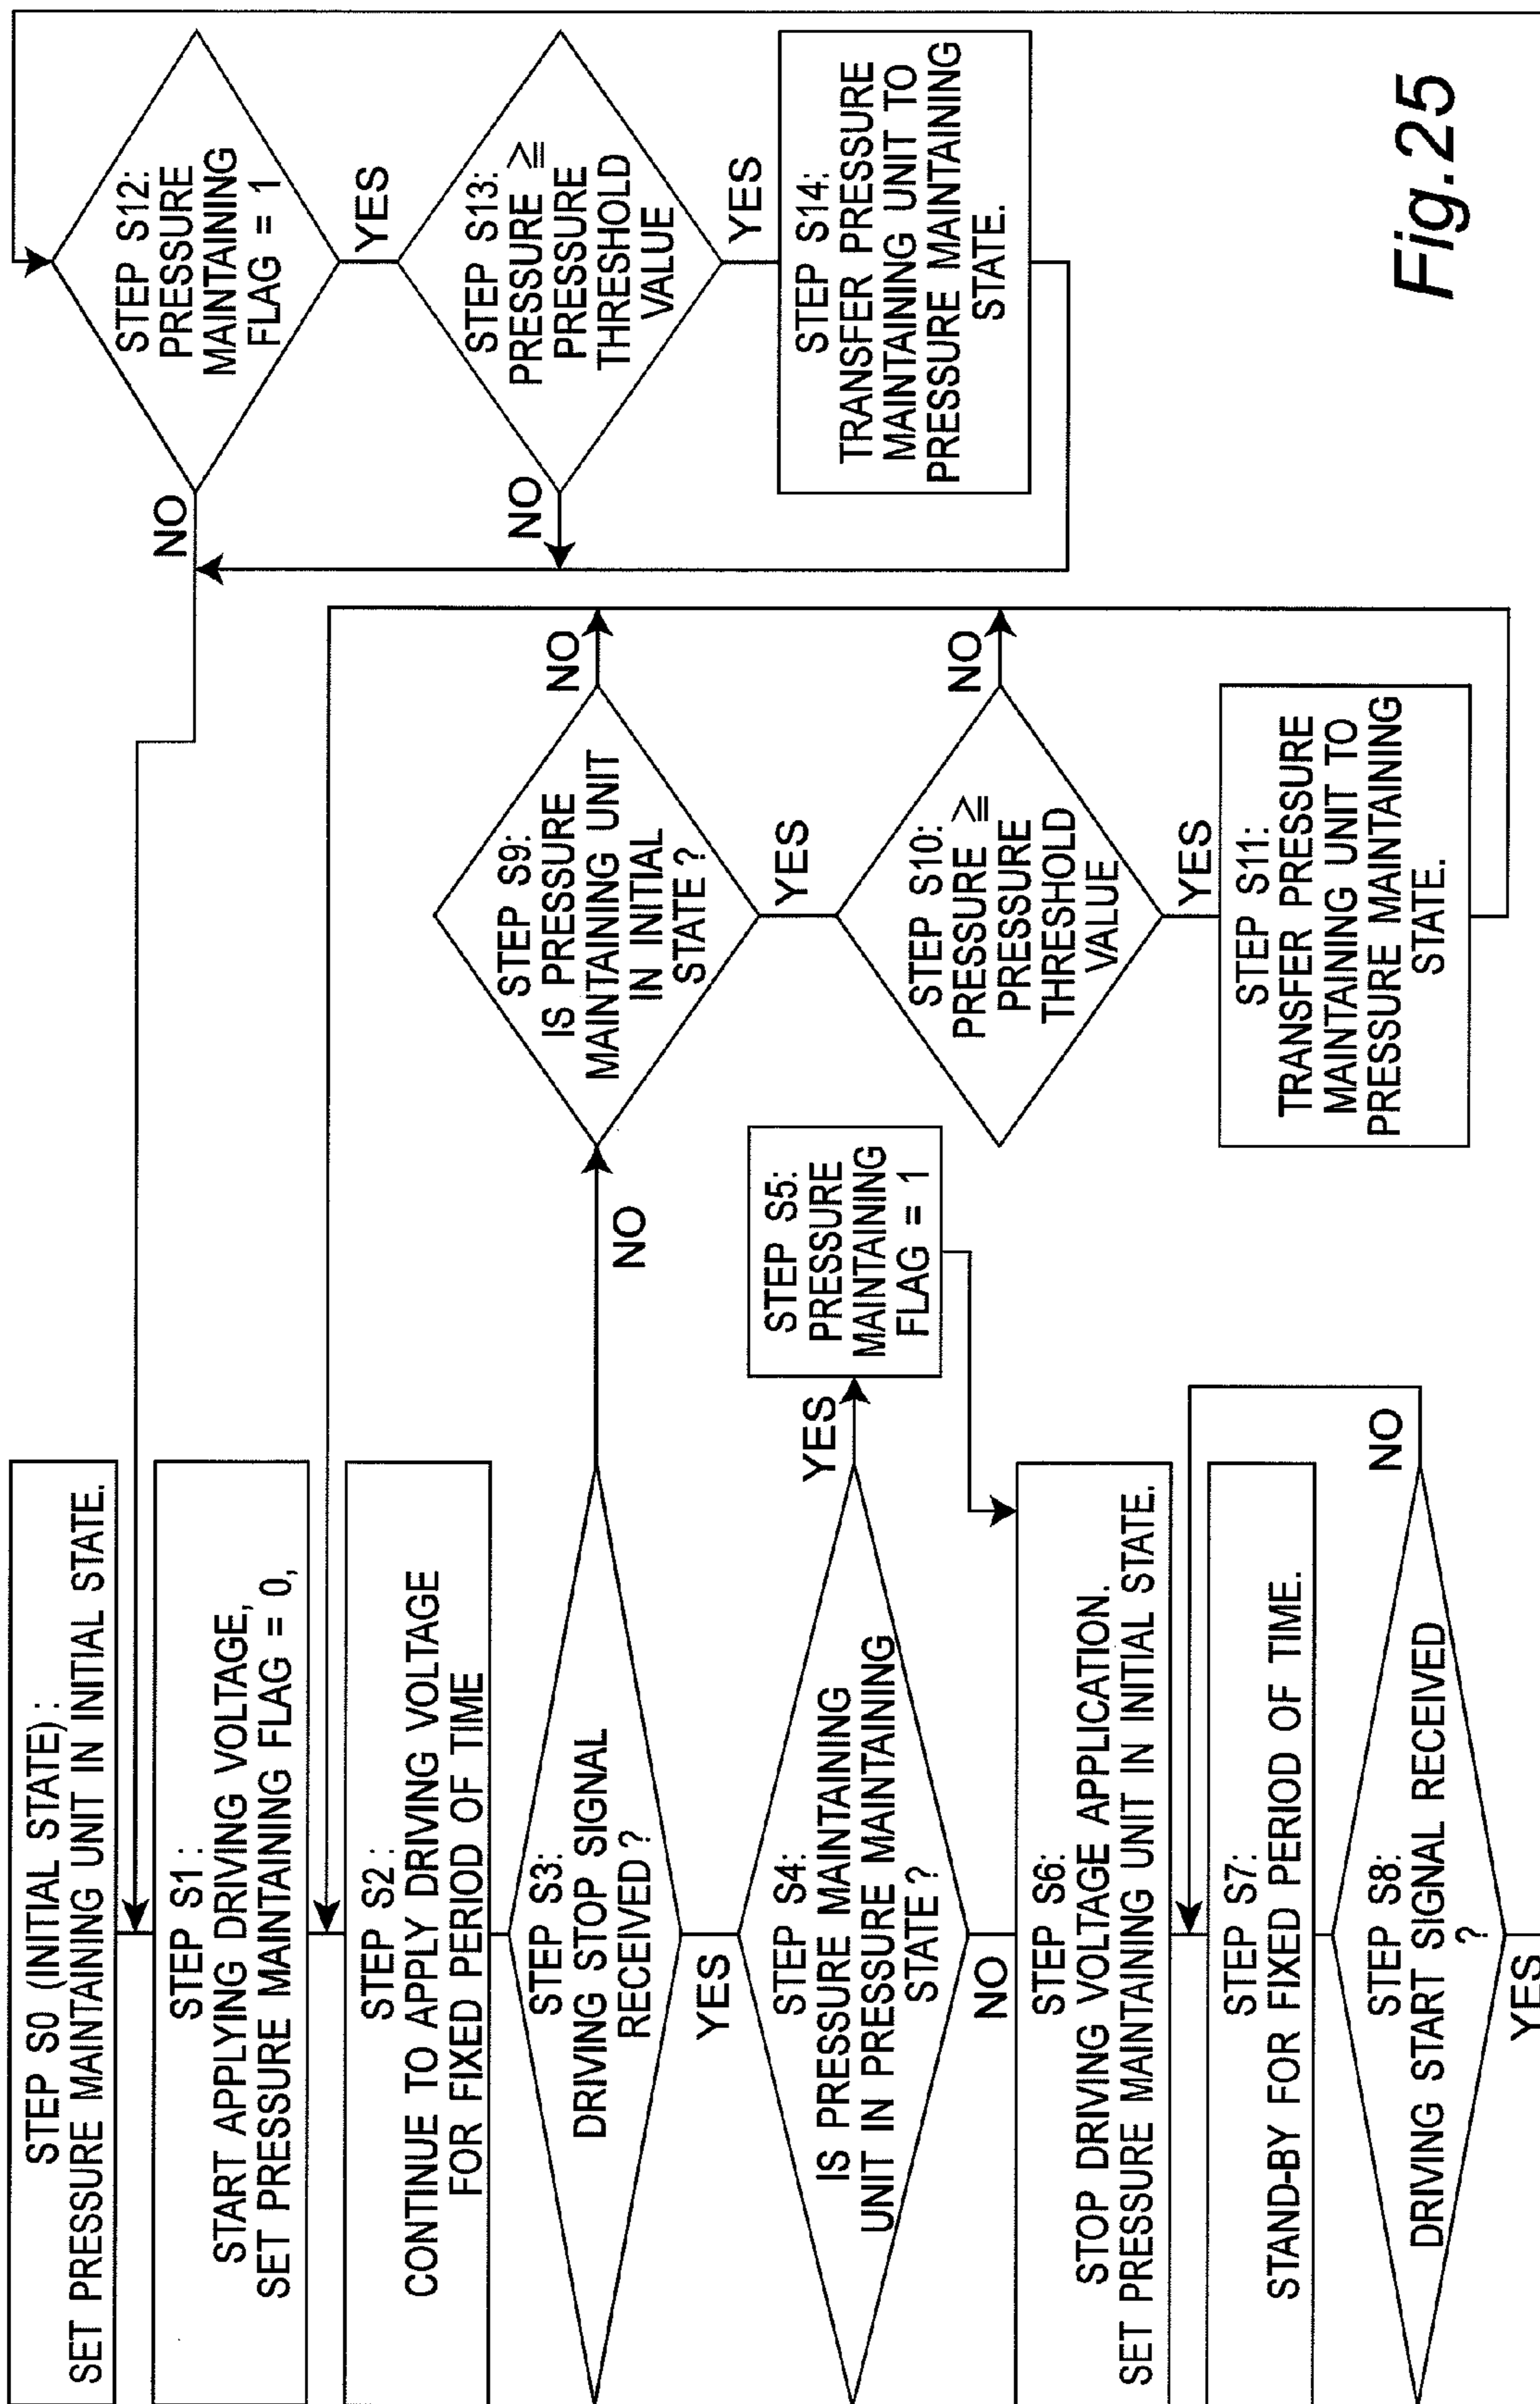 STEP S0 (INITIAL STATE) :
SET PRESSURE MAINTAINING UNIT IN INITIAL STATE.
STEP S1 :
START APPLYING DRIVING VOLTAGE,
SET PRESSURE MAINTAINING FLAG = 0,
STEP S2 :
CONTINUE TO APPLY DRIVING VOLTAGE
FOR FIXED PERIOD OF TIME
STEP S3:
DRIVING STOP SIGNAL
RECEIVED ?
NO
YES
STEP S4:
IS PRESSURE MAINTAINING
UNIT IN PRESSURE MAINTAINING
STATE ?
YES
NO
STEP S5:
PRESSURE
MAINTAINING
FLAG = 1
STEP S6:
STOP DRIVING VOLTAGE APPLICATION.
SET PRESSURE MAINTAINING UNIT IN INITIAL STATE.
STEP S7:
STAND-BY FOR FIXED PERIOD OF TIME.
STEP S8:
DRIVING START SIGNAL RECEIVED
?
NO
YES
STEP S9:
IS PRESSURE
MAINTAINING UNIT
IN INITIAL
STATE ?
NO
YES
STEP S10:
PRESSURE ≧
PRESSURE
THRESHOLD
VALUE
NO
YES
STEP S11:
TRANSFER PRESSURE
MAINTAINING UNIT TO
PRESSURE MAINTAINING
STATE.
STEP S12:
PRESSURE
MAINTAINING
FLAG = 1
NO
YES
STEP S13:
PRESSURE ≧
PRESSURE
THRESHOLD
VALUE
NO
YES
STEP S14:
TRANSFER PRESSURE
MAINTAINING UNIT TO
PRESSURE MAINTAINING
STATE.
Fig.25